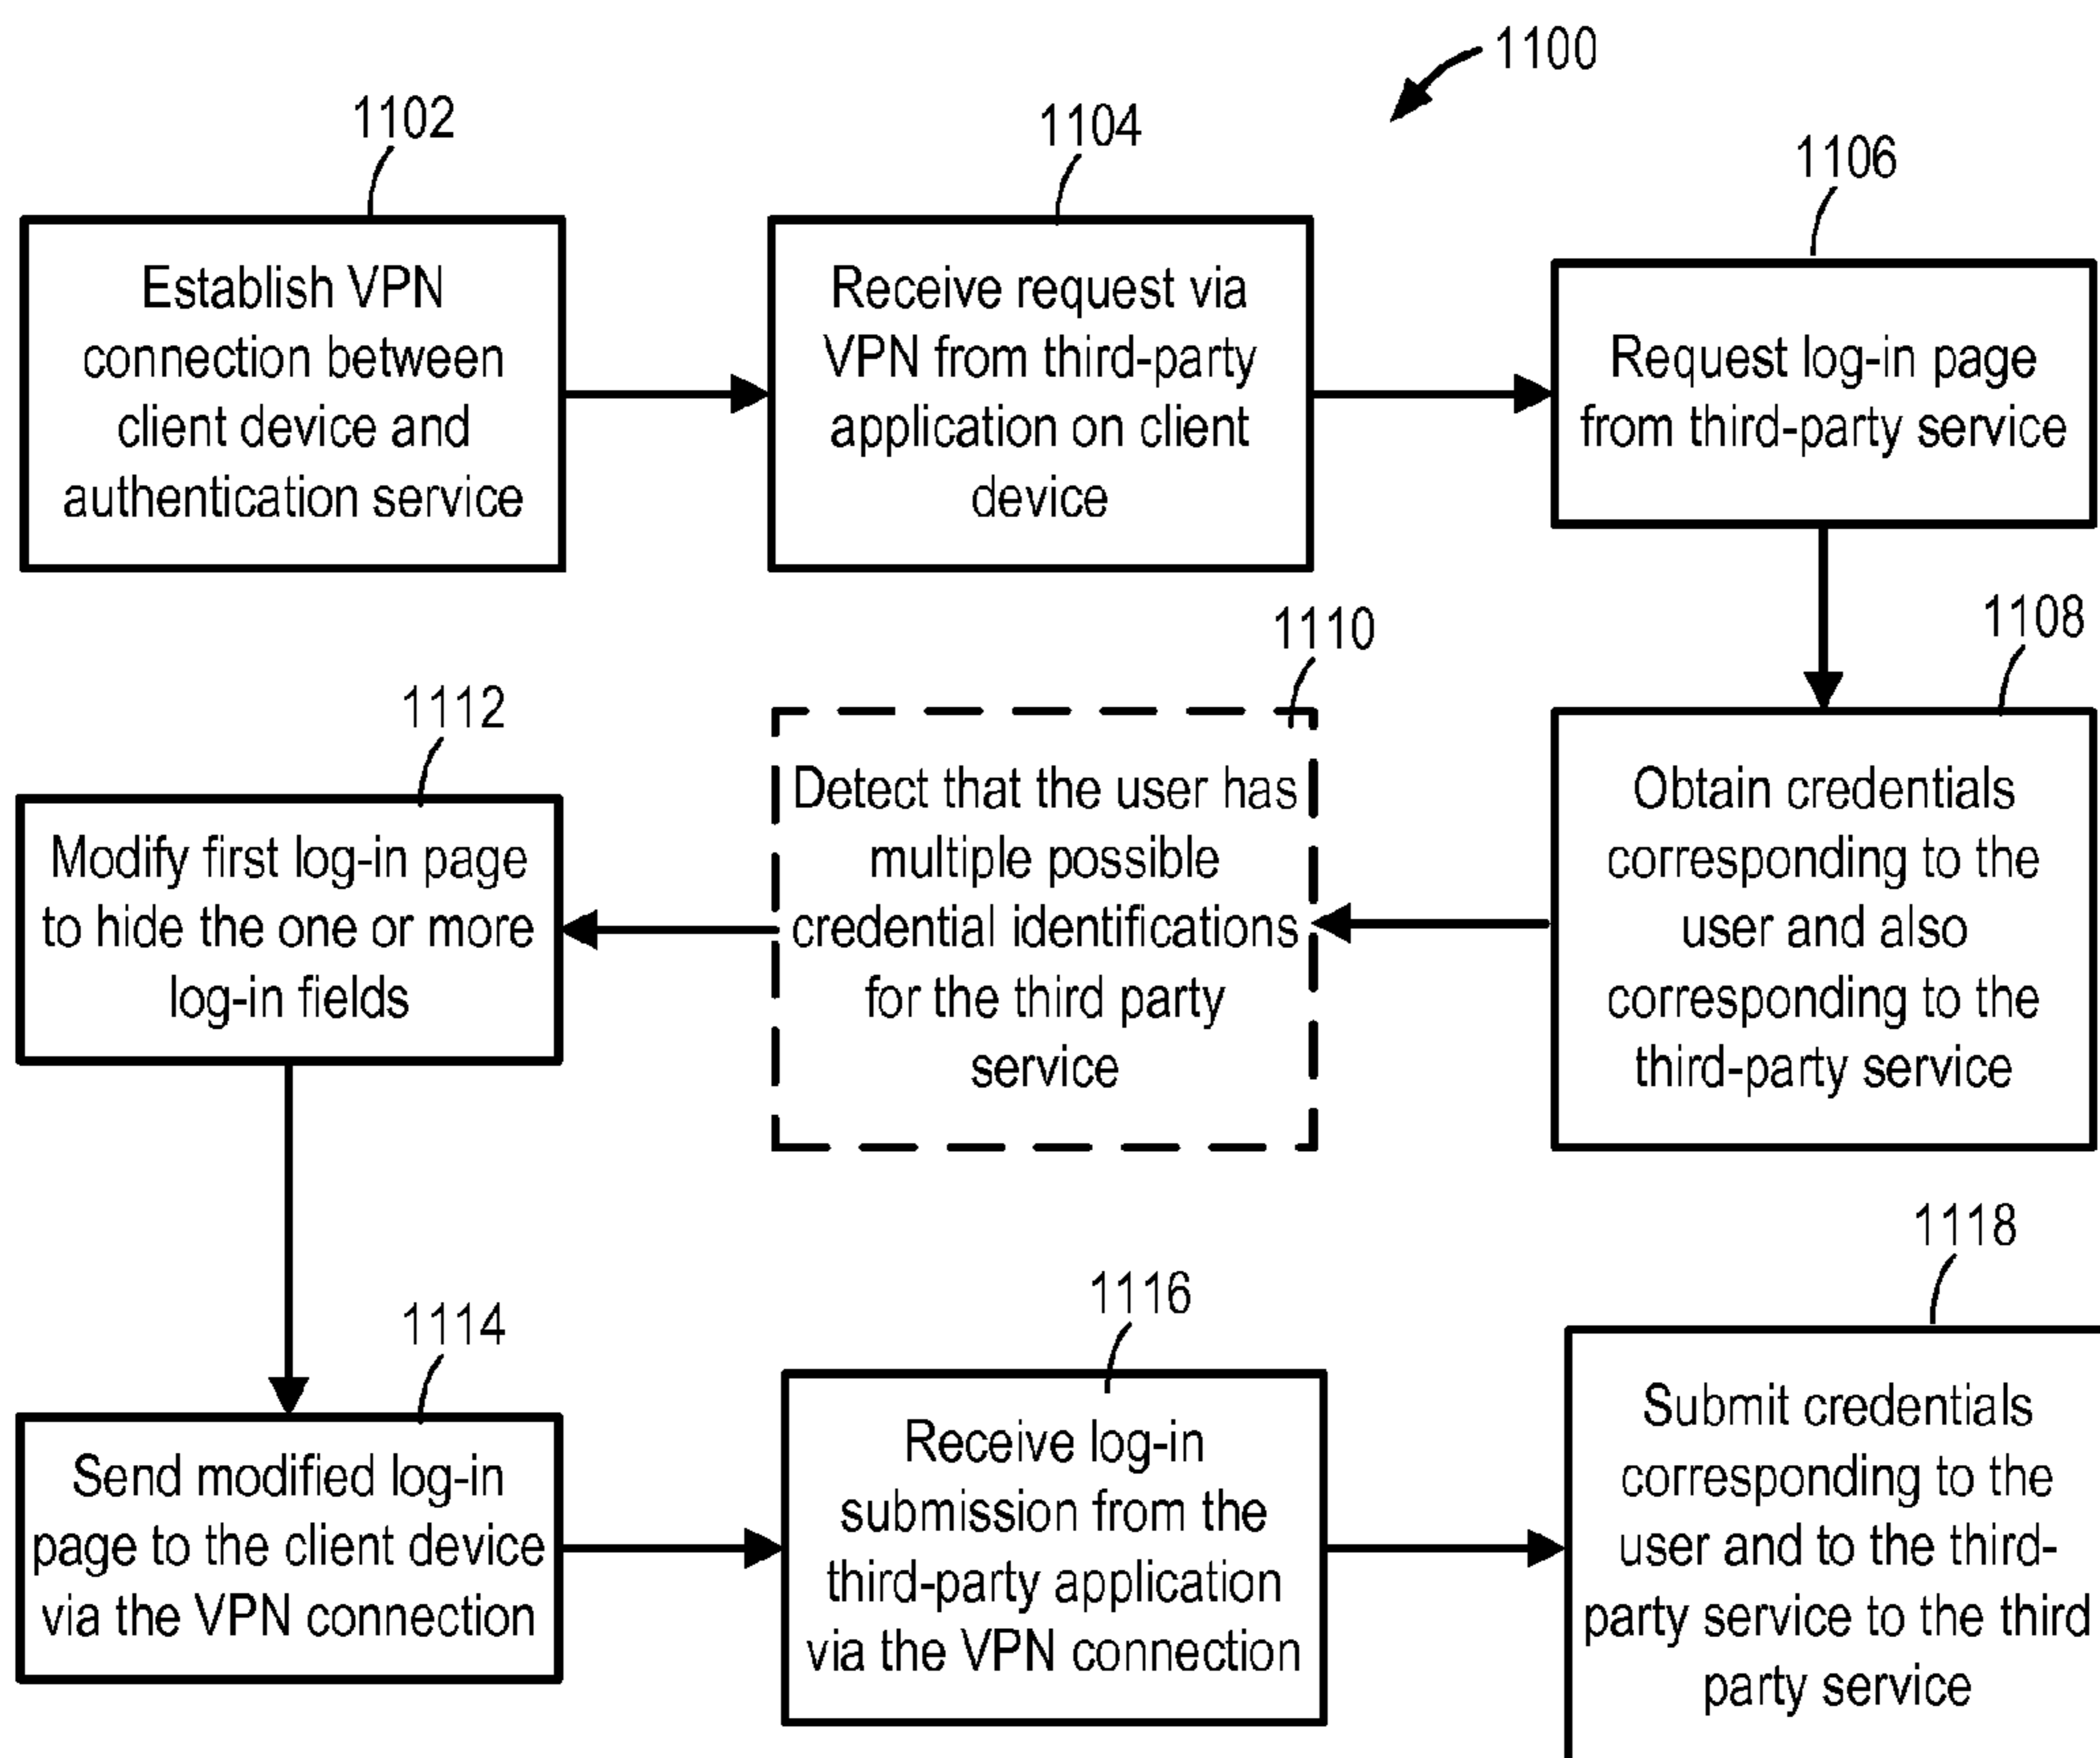 1100
1102
Establish VPN
connection between
client device and
authentication service
1104
Receive request via
VPN from third-party
application on client
device
1106
Request log-in page
from third-party service
1108
Obtain credentials
corresponding to the
user and also
corresponding to the
third-party service
1110
Detect that the user has
multiple possible
credential identifications
for the third party
service
1112
Modify first log-in page
to hide the one or more
log-in fields
1114
Send modified log-in
page to the client device
via the VPN connection
1116
Receive log-in
submission from the
third-party application
via the VPN connection
1118
Submit credentials
corresponding to the
user and to the third-
party service to the third
party service